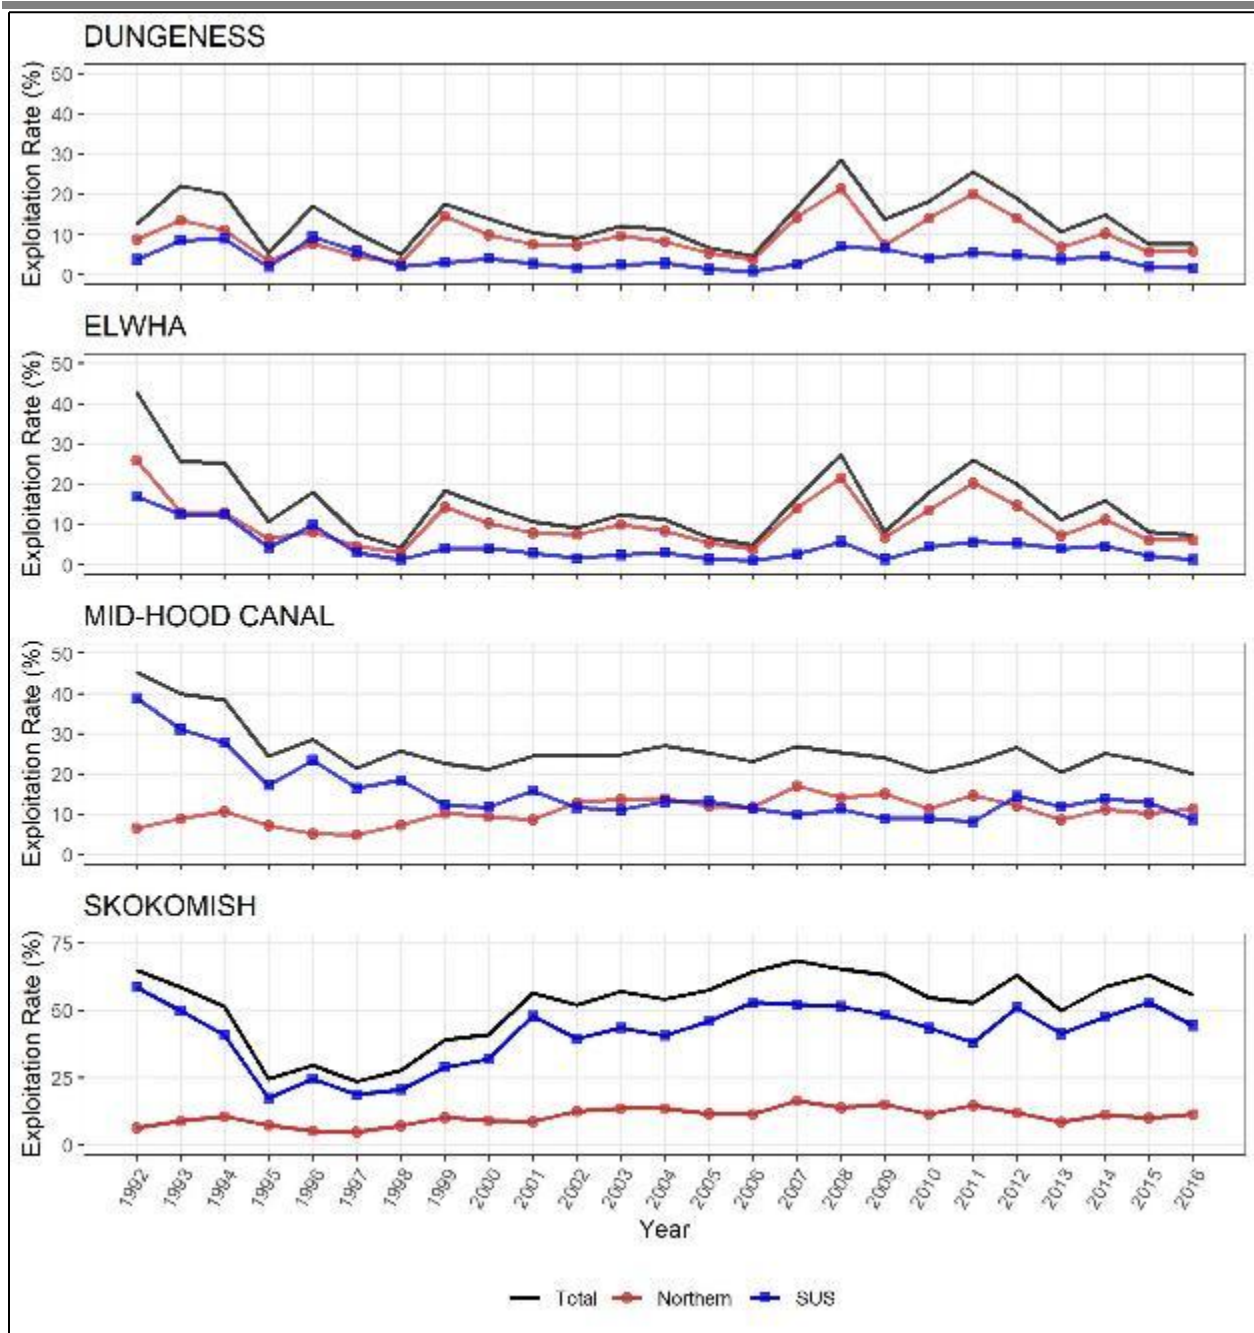 DUNGENESS
Exploitation Rate (%)
50
40
30
20
10
0
ELWHA
Exploitation Rate (%)
50
40
30
20
10
0
MID-HOOD CANAL
Exploitation Rate (%)
50
40
30
20
10
0
SKOKOMISH
Exploitation Rate (%)
75
50
25
0
1992 1993 1994 1995 1996 1997 1998 1999 2000 2001 2002 2003 2004 2005 2006 2007 2008 2009 2010 2011 2012 2013 2014 2015 2016
Year
Total Northern SUS